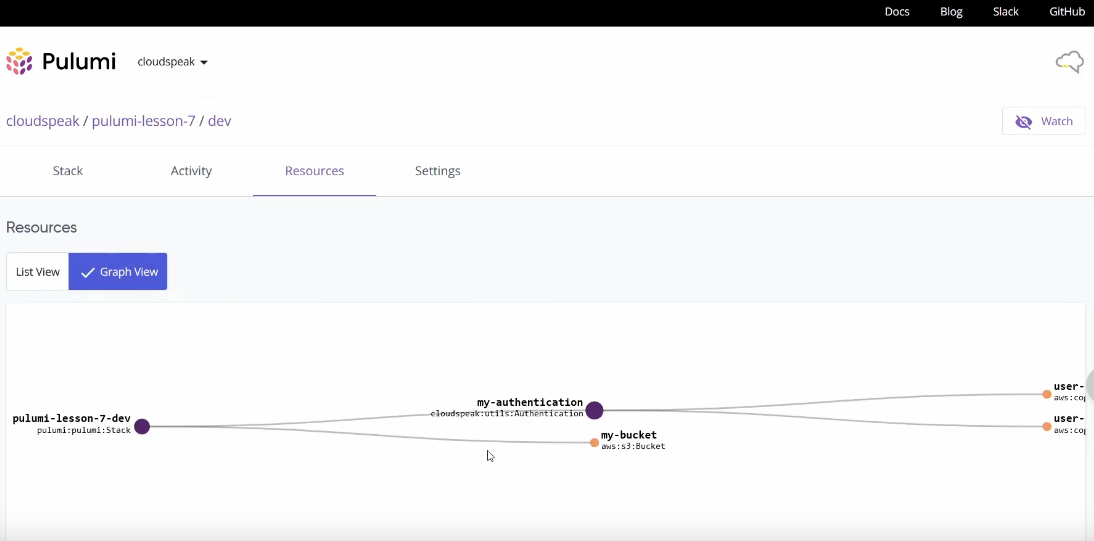 Docs Blog Slack GitHub
Pulumi cloudspeak
cloudspeak / pulumi-lesson-7 / dev
Watch
Stack Activity Resources Settings
Resources
List View Graph View
my-authentication
cloudspeak:utils:Authentication
pulumi-lesson-7-dev
pulumi:pulumi:Stack
my-bucket
aws:s3:Bucket
user-
aws:cog
user-
aws:cog